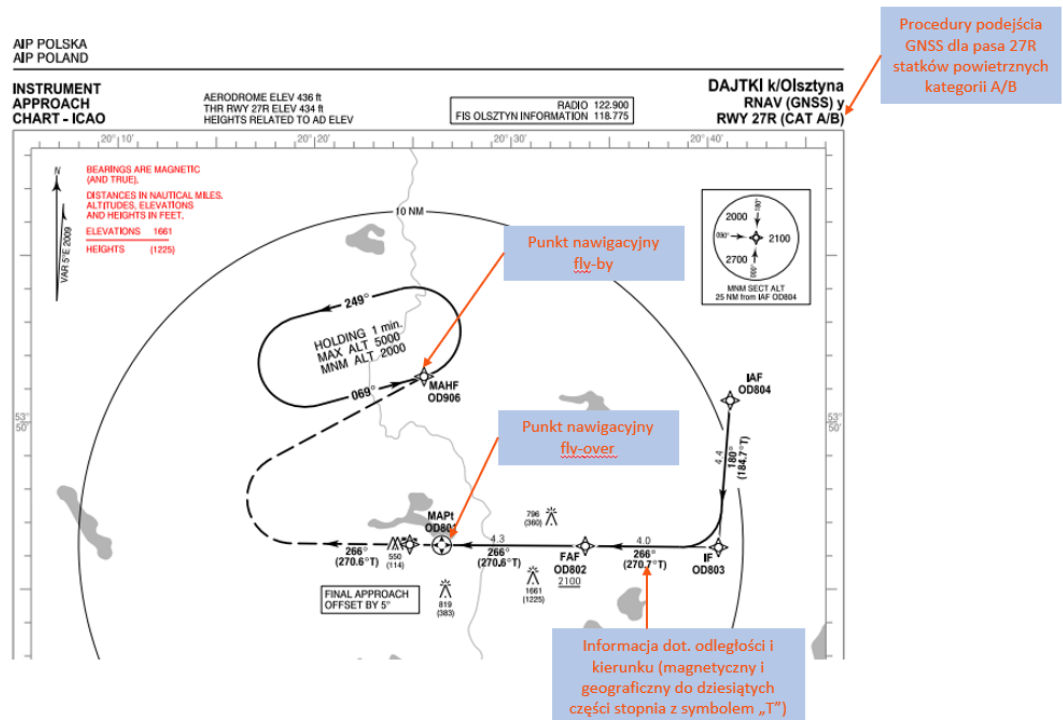 Procedury podejścia
GNSS dla pasa 27R
statków powietrznych
kategorii A/B
AIP POLSKA
AIP POLAND
INSTRUMENT
APPROACH
CHART - ICAO
AERODROME ELEV 436 ft
THR RWY 27R ELEV 434 ft
HEIGHTS RELATED TO AD ELEV
RADIO 122.900
FIS OLSZTYN INFORMATION 118.775
DAJTKI k/Olsztyna
RNAV (GNSS) y
RWY 27R (CAT A/B)
20°10'
20°20'
20°30'
20°40'
N
VAR 5°E 2009
BEARINGS ARE MAGNETIC
(AND TRUE),
DISTANCES IN NAUTICAL MILES,
ALTITUDES, ELEVATIONS
AND HEIGHTS IN FEET,
ELEVATIONS 1661
HEIGHTS (1225)
10 NM
180°
2000
090°
2100
2700
000°
MNM SECT ALT
25 NM from IAF OD804
Punkt nawigacyjny
fly-by
249°
HOLDING 1 min.
MAX ALT 5000
MNM ALT 2000
069°
MAHF
OD906
IAF
OD804
53°
50'
53°
50'
Punkt nawigacyjny
fly-over
4.4
180°
(184.7°T)
MAPt
OD801
796
(360)
4.3
4.0
266°
(270.6°T)
550
(114)
266°
(270.6°T)
FAF
OD802
2100
266°
(270.7°T)
IF
OD803
1661
(1225)
819
(383)
FINAL APPROACH
OFFSET BY 5°
Informacja dot. odległości i
kierunku (magnetyczny i
geograficzny do dziesiątych
części stopnia z symbolem „T”)